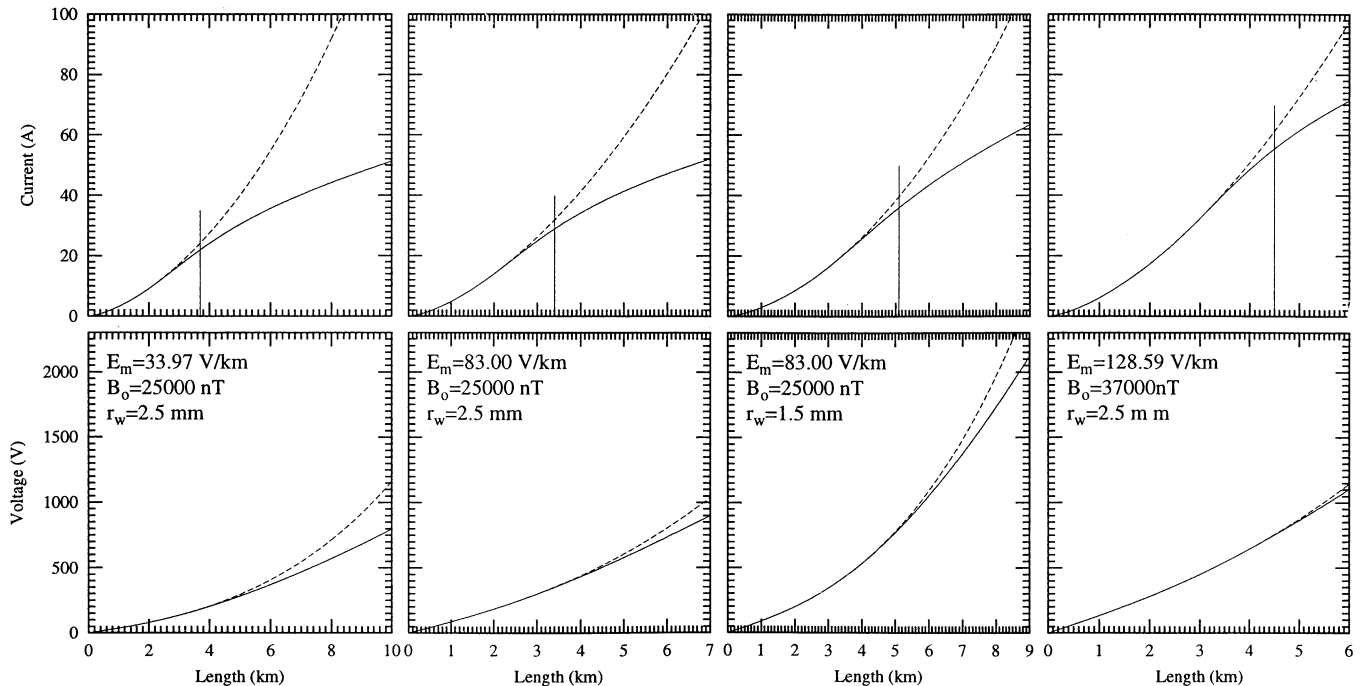 100
80
60
40
20
0
Current (A)
E_m=33.97 V/km
B_o=25000 nT
r_w=2.5 mm
E_m=83.00 V/km
B_o=25000 nT
r_w=2.5 mm
E_m=83.00 V/km
B_o=25000 nT
r_w=1.5 mm
E_m=128.59 V/km
B_o=37000nT
r_w=2.5 m m
2000
1500
1000
500
0
Voltage (V)
0 2 4 6 8 10
0 1 2 3 4 5 6 7
0 1 2 3 4 5 6 7 8 9
0 1 2 3 4 5 6
Length (km)
Length (km)
Length (km)
Length (km)